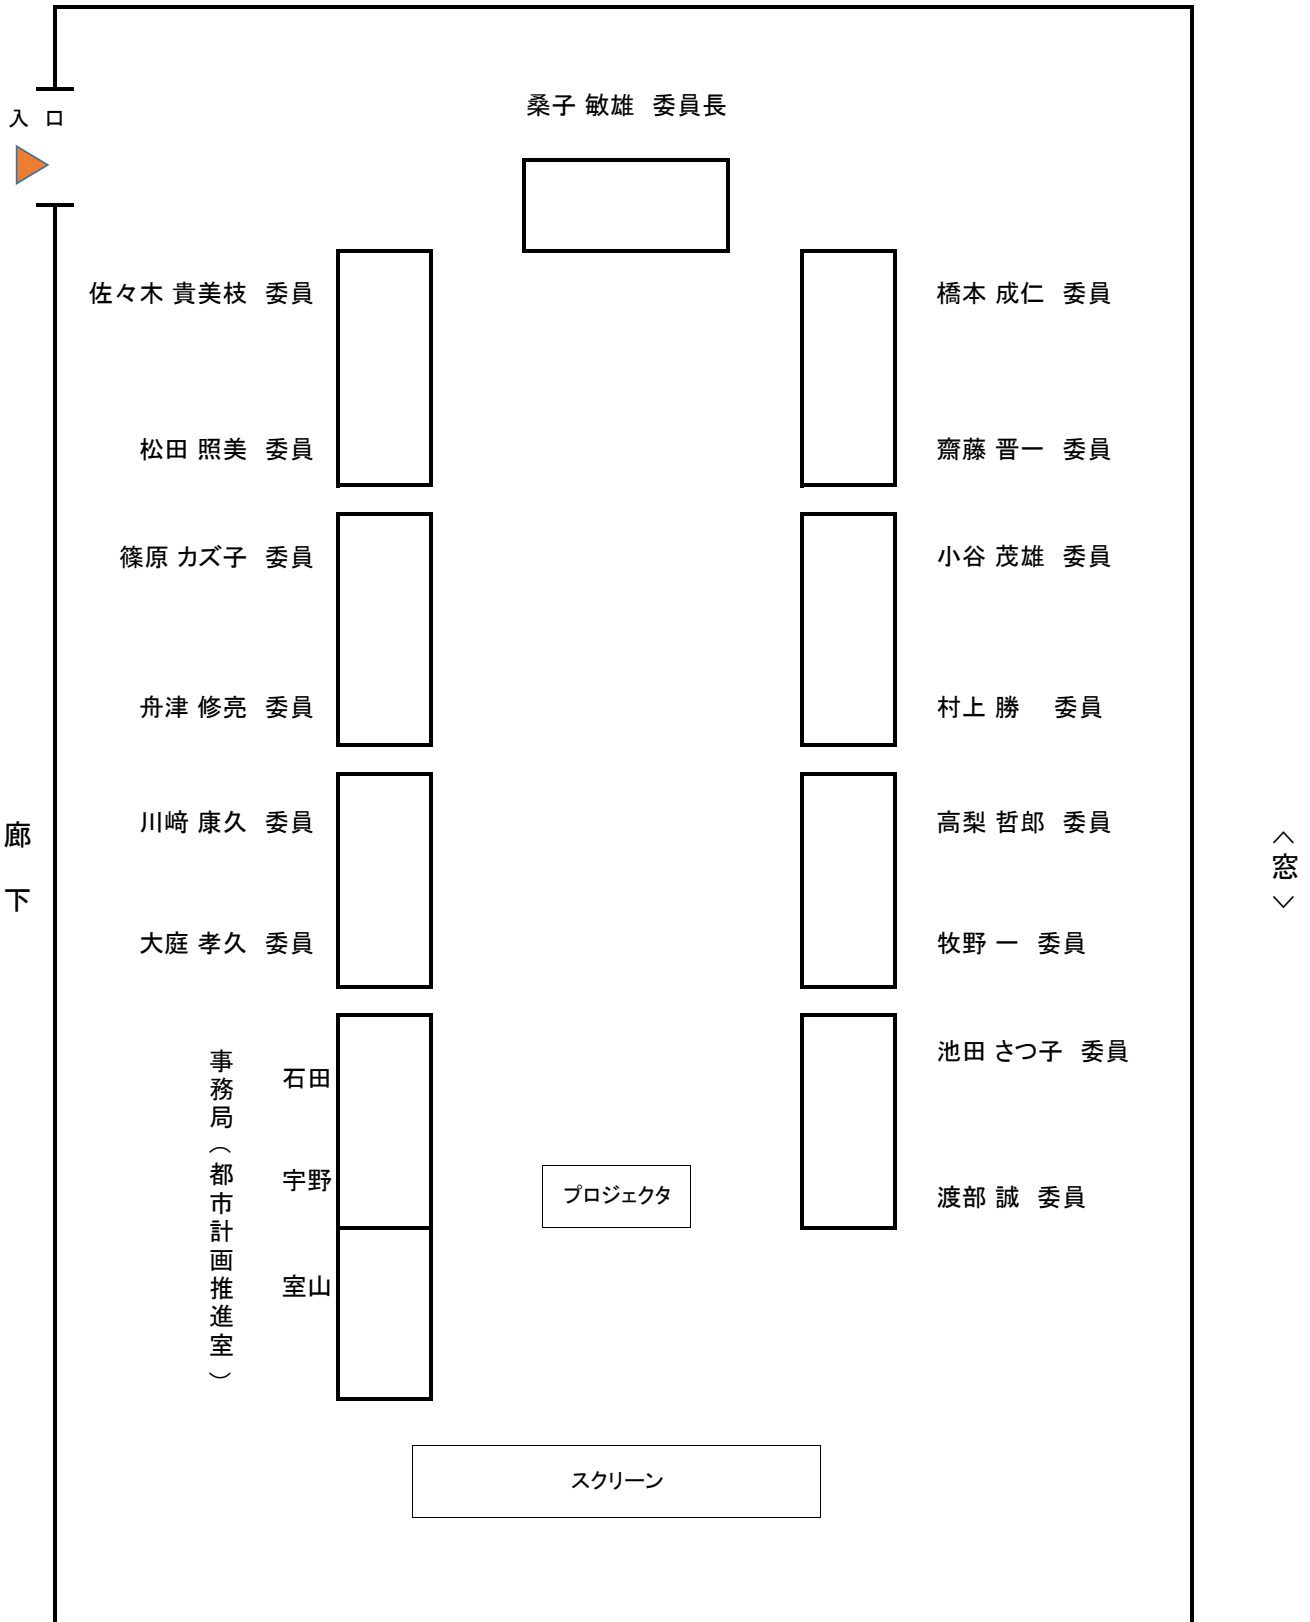 入 口
桑子 敏雄 委員長
佐々木 貴美枝 委員
橋本 成仁 委員
松田 照美 委員
齋藤 晋一 委員
篠原 カズ子 委員
小谷 茂雄 委員
舟津 修亮 委員
村上 勝 委員
川﨑 康久 委員
高梨 哲郎 委員
廊下
〈窓〉
大庭 孝久 委員
牧野 一 委員
事務局（都市計画推進室）
石田
池田 さつ子 委員
宇野
プロジェクタ
渡部 誠 委員
室山
スクリーン